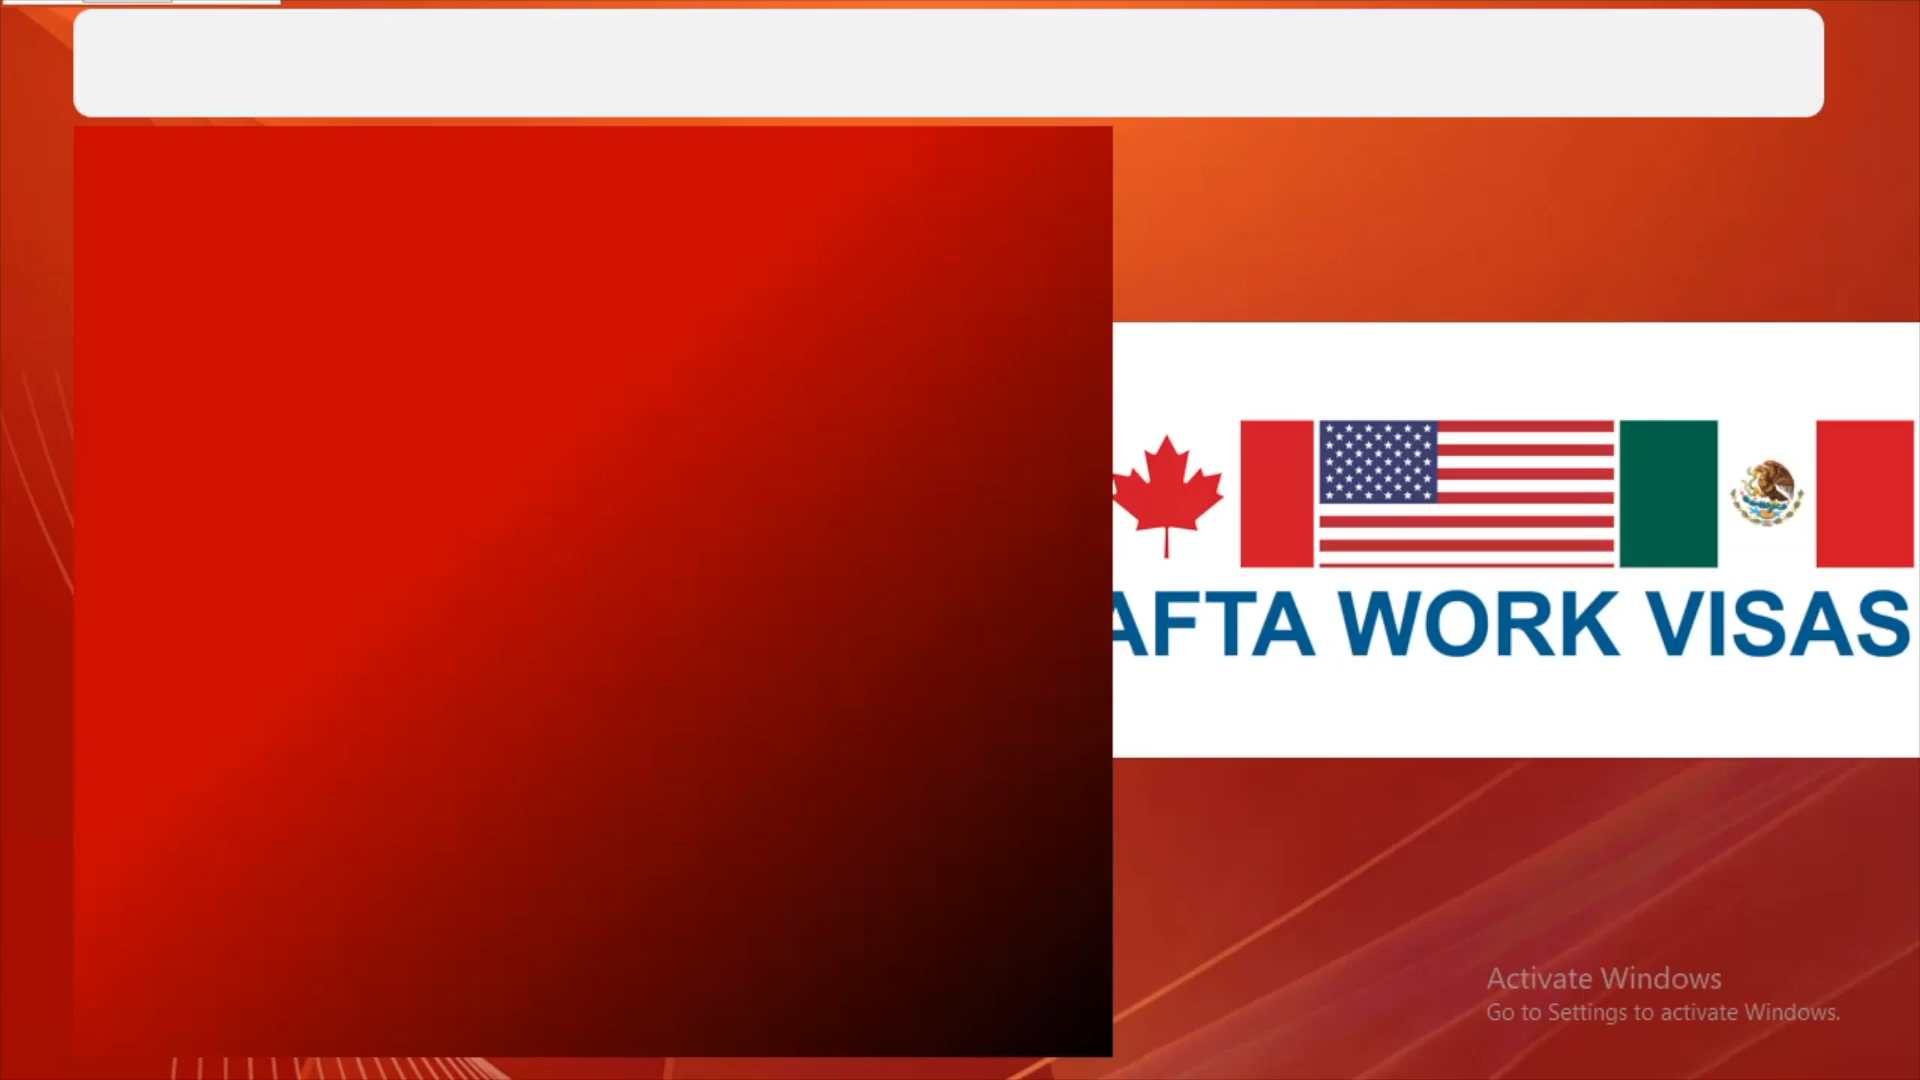 AFTA WORK VISAS
Activate Windows
Go to Settings to activate Windows.